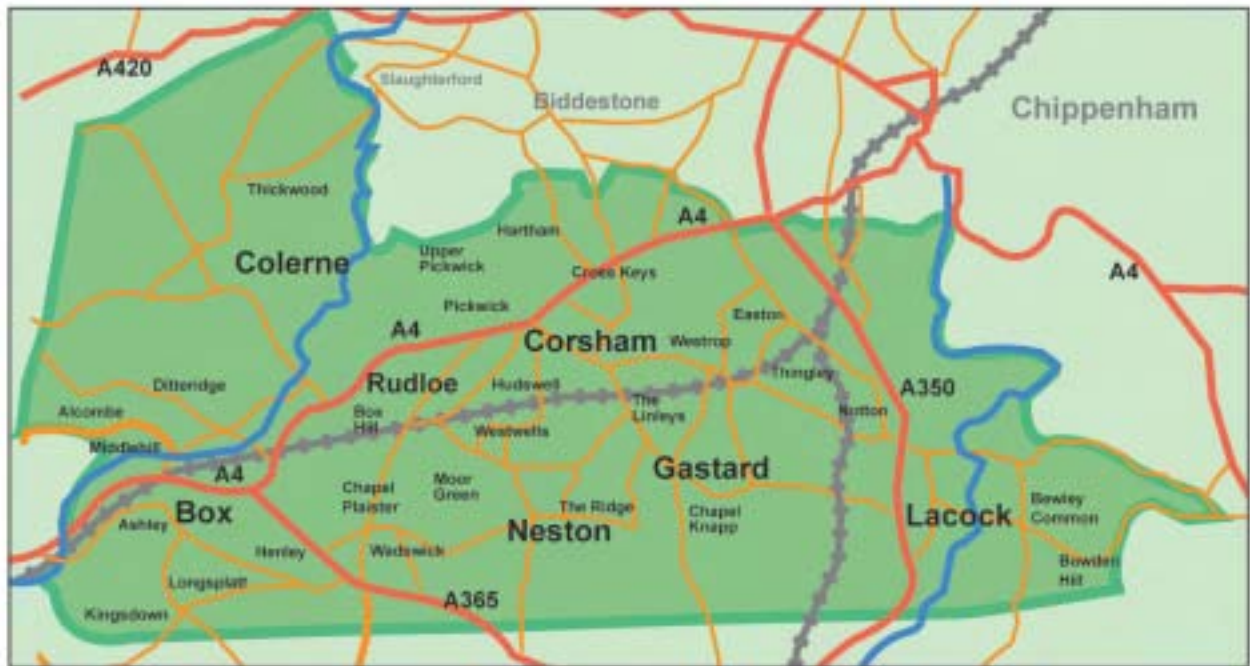 A420
Slaughterford
Biddestone
Chippenham
Thickwood
A4
Hartham
Colerne
Upper
Pickwick
Cross Keys
A4
Pickwick
Easton
A4
Corsham
Westrop
Rudloe
Hudswell
Thingley
Ditteridge
A350
Alcombe
Box
Hill
The
Linleys
Notton
Westwells
Middlehill
Gastard
A4
Moor
Green
Chapel
Plaister
Bewley
Common
The Ridge
Box
Chapel
Knapp
Lacock
Ashley
Neston
Henley
Wadswick
Bowden
Hill
Longsplatt
A365
Kingsdown